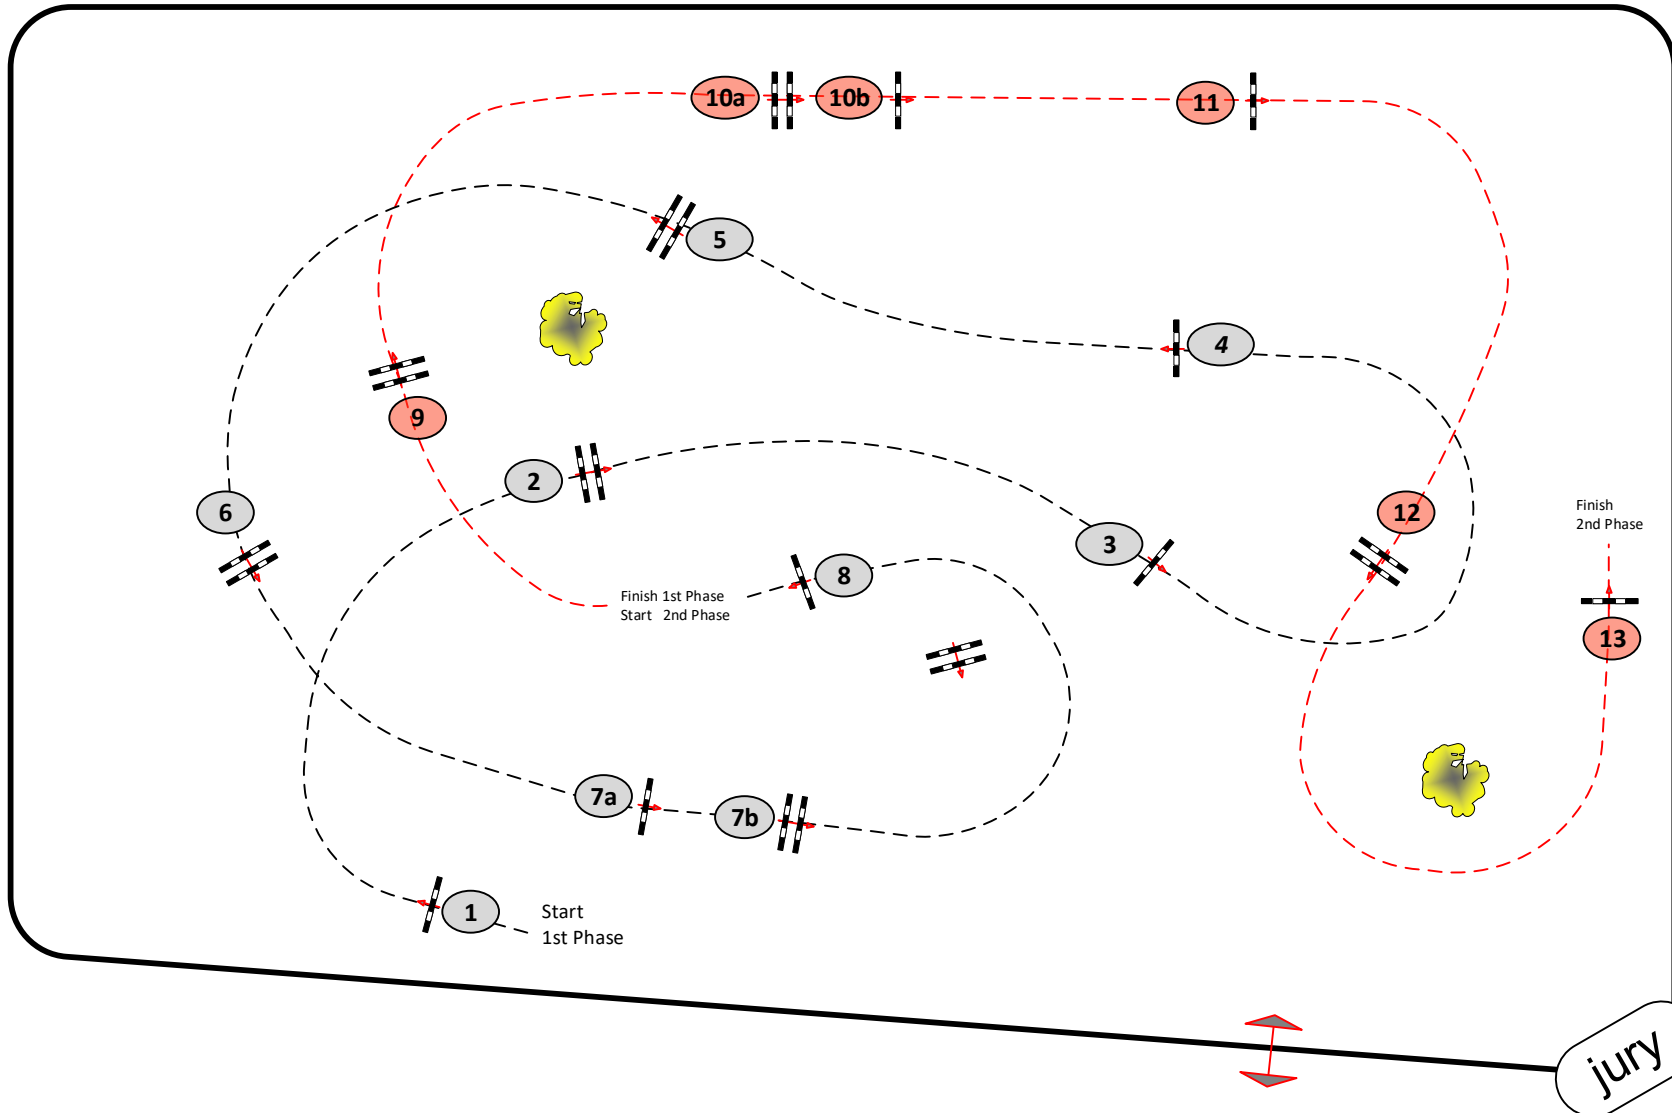 10a
10b
11
5
4
9
2
6
3
12
Finish
2nd Phase
8
Finish 1st Phase
Start 2nd Phase
13
7a
7b
1
Start
1st Phase
jury